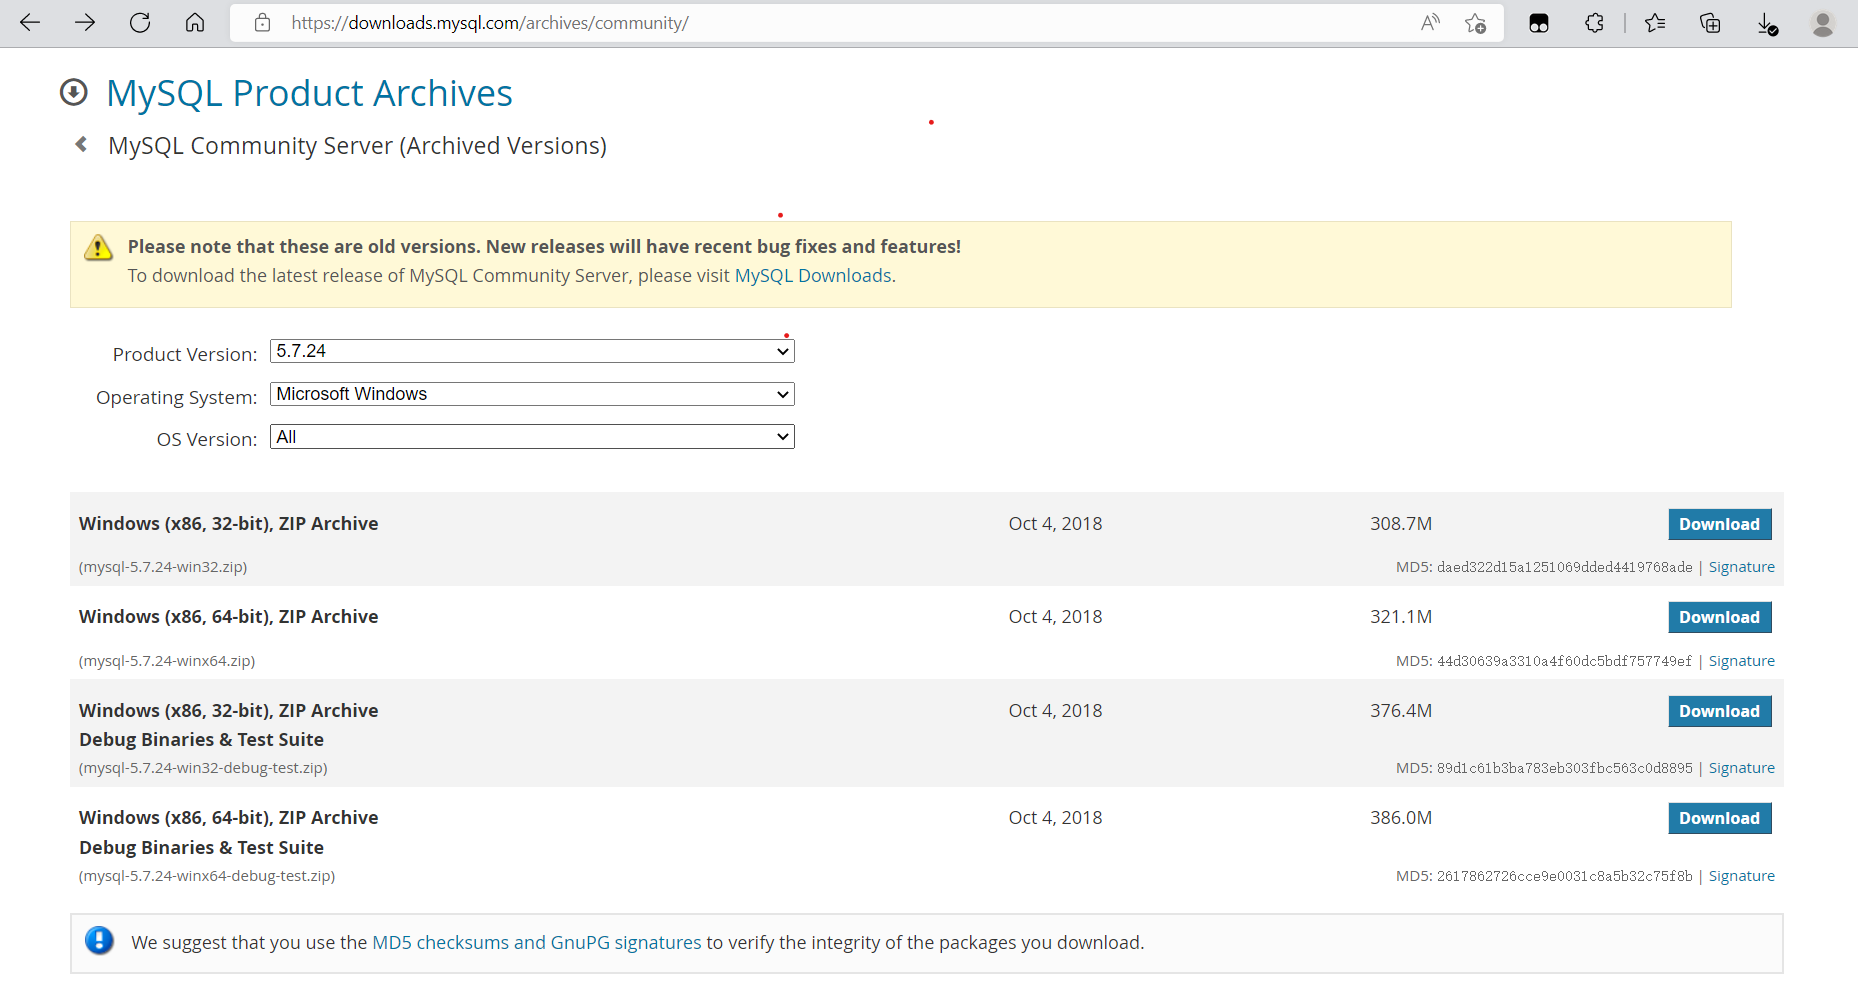 https://downloads.mysql.com/archives/community/
MySQL Product Archives
MySQL Community Server (Archived Versions)
Please note that these are old versions. New releases will have recent bug fixes and features!
To download the latest release of MySQL Community Server, please visit MySQL Downloads.
Product Version: 5.7.24
Operating System: Microsoft Windows
OS Version: All
Windows (x86, 32-bit), ZIP Archive Oct 4, 2018 308.7M Download
(mysql-5.7.24-win32.zip) MD5: daed322d15a1251069dded4419768ade | Signature
Windows (x86, 64-bit), ZIP Archive Oct 4, 2018 321.1M Download
(mysql-5.7.24-winx64.zip) MD5: 44d30639a3310a4f60dc5bdf757749ef | Signature
Windows (x86, 32-bit), ZIP Archive Oct 4, 2018 376.4M Download
Debug Binaries & Test Suite
(mysql-5.7.24-win32-debug-test.zip) MD5: 89d1c61b3ba783eb303fbc563c0d8895 | Signature
Windows (x86, 64-bit), ZIP Archive Oct 4, 2018 386.0M Download
Debug Binaries & Test Suite
(mysql-5.7.24-winx64-debug-test.zip) MD5: 2617862726cce9e0031c8a5b32c75f8b | Signature
We suggest that you use the MD5 checksums and GnuPG signatures to verify the integrity of the packages you download.